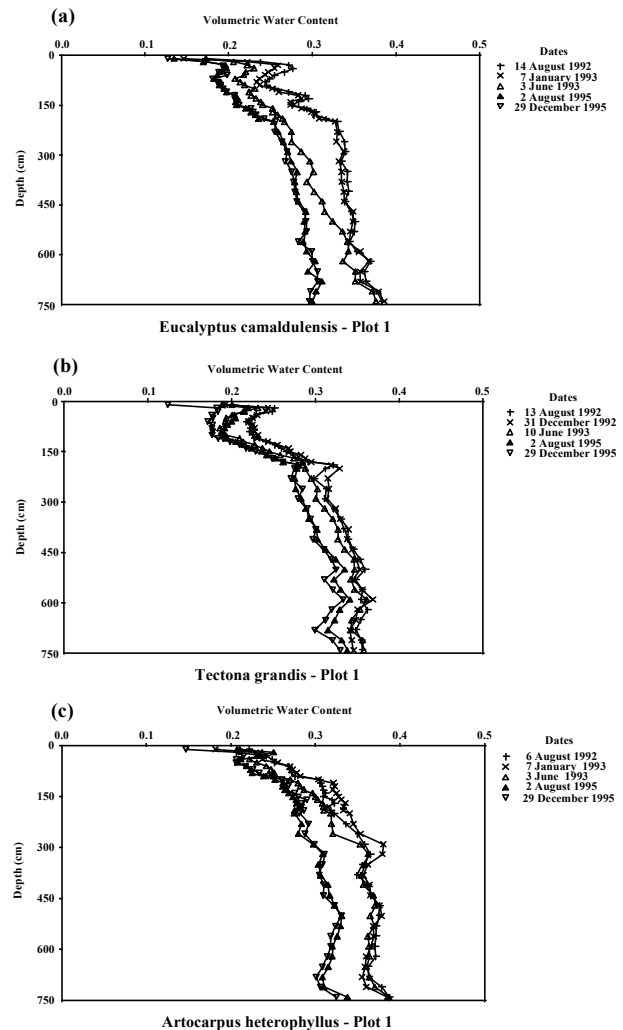 (a)
Volumetric Water Content
0.0 0.1 0.2 0.3 0.4 0.5
Dates
14 August 1992
7 January 1993
3 June 1993
2 August 1995
29 December 1995
0
150
300
450
600
750
Depth (cm)
Eucalyptus camaldulensis - Plot 1
(b)
Volumetric Water Content
0.0 0.1 0.2 0.3 0.4 0.5
Dates
13 August 1992
31 December 1992
10 June 1993
2 August 1995
29 December 1995
0
150
300
450
600
750
Depth (cm)
Tectona grandis - Plot 1
(c)
Volumetric Water Content
0.0 0.1 0.2 0.3 0.4 0.5
Dates
6 August 1992
7 January 1993
3 June 1993
2 August 1995
29 December 1995
0
150
300
450
600
750
Depth (cm)
Artocarpus heterophyllus - Plot 1